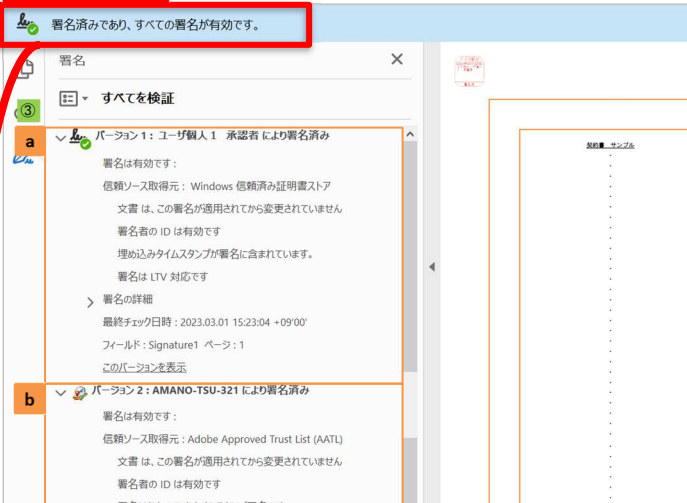 署名済みであり、すべての署名が有効です。
署名
すべてを検証
③
a
バージョン 1：ユーザ個人１　承認者 により署名済み
署名は有効です：
信頼ソース取得元： Windows 信頼済み証明書ストア
文書 は、この署名が適用されてから変更されていません
署名者の ID は有効です
埋め込みタイムスタンプが署名に含まれています。
署名は LTV 対応です
署名の詳細
最終チェック日時 : 2023.03.01 15:23:04 +09'00'
フィールド : Signature1 ページ : 1
このバージョンを表示
b
バージョン 2 : AMANO-TSU-321 により署名済み
署名は有効です：
信頼ソース取得元 : Adobe Approved Trust List (AATL)
文書 は、この署名が適用されてから変更されていません
署名者の ID は有効です
契約書　サンプル